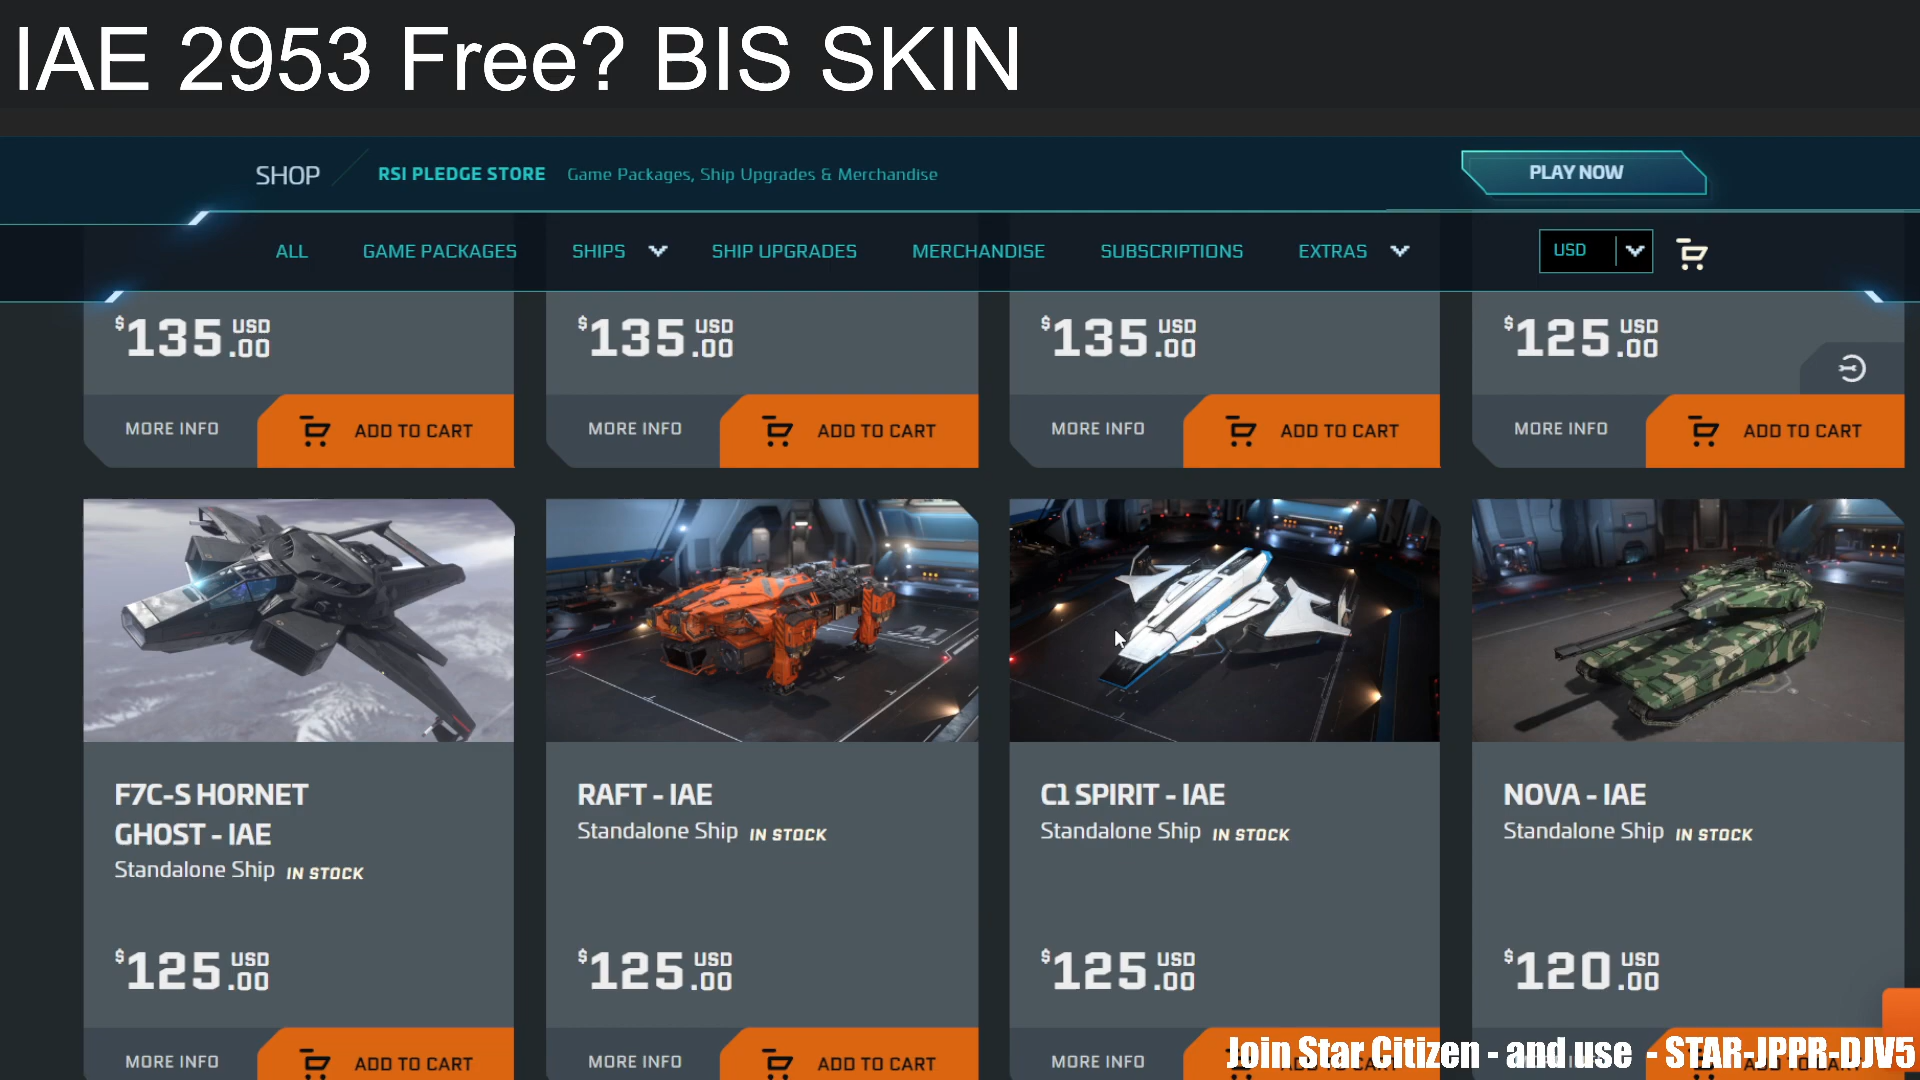 IAE 2953 Free? BIS SKIN
SHOP RSI PLEDGE STORE Game Packages, Ship Upgrades & Merchandise PLAY NOW
ALL GAME PACKAGES SHIPS SHIP UPGRADES MERCHANDISE SUBSCRIPTIONS EXTRAS USD
$135.00 USD $135.00 USD $135.00 USD $125.00 USD
MORE INFO ADD TO CART MORE INFO ADD TO CART MORE INFO ADD TO CART MORE INFO ADD TO CART
F7C-S HORNET
GHOST - IAE
Standalone Ship IN STOCK
$125.00 USD
MORE INFO ADD TO CART
RAFT - IAE
Standalone Ship IN STOCK
$125.00 USD
MORE INFO ADD TO CART
C1 SPIRIT - IAE
Standalone Ship IN STOCK
$125.00 USD
MORE INFO
NOVA - IAE
Standalone Ship IN STOCK
$120.00 USD
Join Star Citizen - and use - STAR-JPPR-DJV5